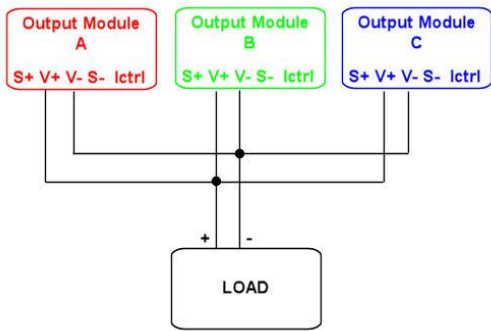 Output Module
A
S+ V+ V- S- Ictrl
Output Module
B
S+ V+ V- S- Ictrl
Output Module
C
S+ V+ V- S- Ictrl
+ -
LOAD